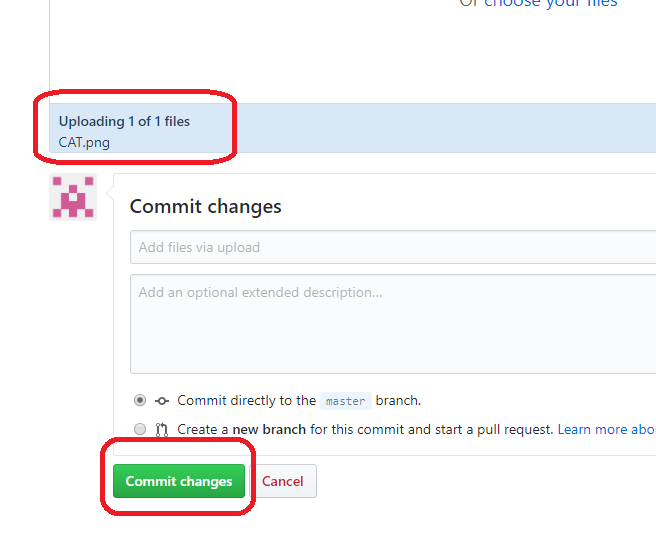 Or choose your files
Uploading 1 of 1 files
CAT.png
Commit changes
Add files via upload
Add an optional extended description...
Commit directly to the master branch.
Create a new branch for this commit and start a pull request. Learn more abo
Commit changes Cancel